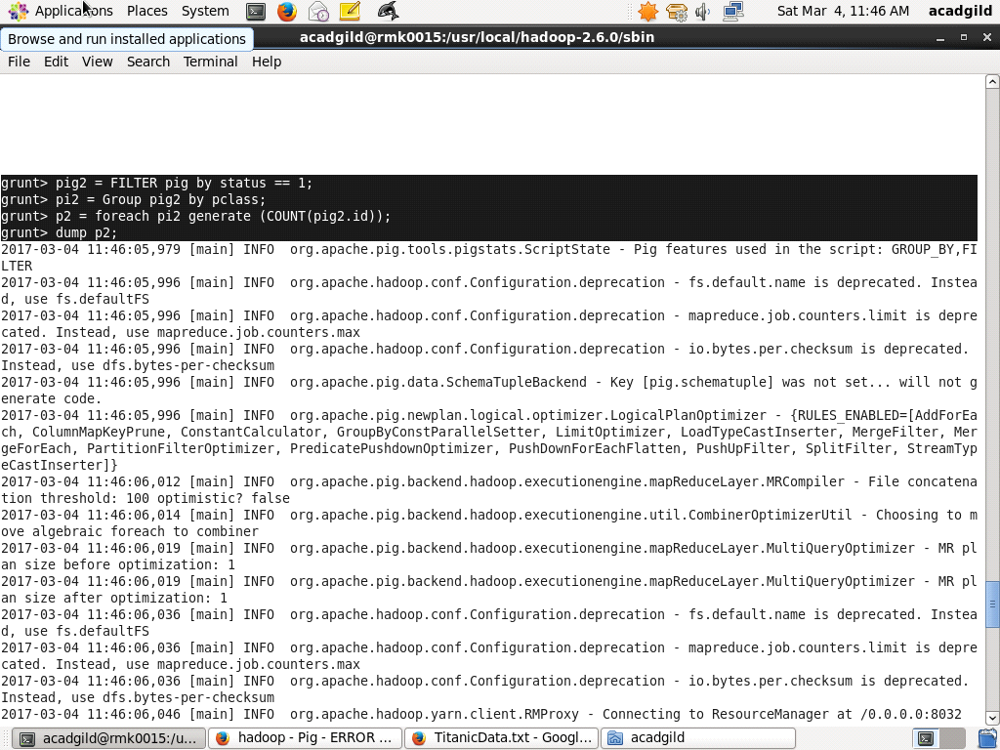 Applications Places System Sat Mar 4, 11:46 AM acadgild
Browse and run installed applications
acadgild@rmk0015:/usr/local/hadoop-2.6.0/sbin
File Edit View Search Terminal Help
grunt> pig2 = FILTER pig by status == 1;
grunt> pi2 = Group pig2 by pclass;
grunt> p2 = foreach pi2 generate (COUNT(pig2.id));
grunt> dump p2;
2017-03-04 11:46:05,979 [main] INFO  org.apache.pig.tools.pigstats.ScriptState - Pig features used in the script: GROUP_BY,FI
LTER
2017-03-04 11:46:05,996 [main] INFO  org.apache.hadoop.conf.Configuration.deprecation - fs.default.name is deprecated. Instea
d, use fs.defaultFS
2017-03-04 11:46:05,996 [main] INFO  org.apache.hadoop.conf.Configuration.deprecation - mapreduce.job.counters.limit is depre
cated. Instead, use mapreduce.job.counters.max
2017-03-04 11:46:05,996 [main] INFO  org.apache.hadoop.conf.Configuration.deprecation - io.bytes.per.checksum is deprecated.
Instead, use dfs.bytes-per-checksum
2017-03-04 11:46:05,996 [main] INFO  org.apache.pig.data.SchemaTupleBackend - Key [pig.schematuple] was not set... will not g
enerate code.
2017-03-04 11:46:05,996 [main] INFO  org.apache.pig.newplan.logical.optimizer.LogicalPlanOptimizer - {RULES_ENABLED=[AddForEa
ch, ColumnMapKeyPrune, ConstantCalculator, GroupByConstParallelSetter, LimitOptimizer, LoadTypeCastInserter, MergeFilter, Mer
geForEach, PartitionFilterOptimizer, PredicatePushdownOptimizer, PushDownForEachFlatten, PushUpFilter, SplitFilter, StreamTyp
eCastInserter]}
2017-03-04 11:46:06,012 [main] INFO  org.apache.pig.backend.hadoop.executionengine.mapReduceLayer.MRCompiler - File concatena
tion threshold: 100 optimistic? false
2017-03-04 11:46:06,014 [main] INFO  org.apache.pig.backend.hadoop.executionengine.util.CombinerOptimizerUtil - Choosing to m
ove algebraic foreach to combiner
2017-03-04 11:46:06,019 [main] INFO  org.apache.pig.backend.hadoop.executionengine.mapReduceLayer.MultiQueryOptimizer - MR pl
an size before optimization: 1
2017-03-04 11:46:06,019 [main] INFO  org.apache.pig.backend.hadoop.executionengine.mapReduceLayer.MultiQueryOptimizer - MR pl
an size after optimization: 1
2017-03-04 11:46:06,036 [main] INFO  org.apache.hadoop.conf.Configuration.deprecation - fs.default.name is deprecated. Instea
d, use fs.defaultFS
2017-03-04 11:46:06,036 [main] INFO  org.apache.hadoop.conf.Configuration.deprecation - mapreduce.job.counters.limit is depre
cated. Instead, use mapreduce.job.counters.max
2017-03-04 11:46:06,036 [main] INFO  org.apache.hadoop.conf.Configuration.deprecation - io.bytes.per.checksum is deprecated.
Instead, use dfs.bytes-per-checksum
2017-03-04 11:46:06,046 [main] INFO  org.apache.hadoop.yarn.client.RMProxy - Connecting to ResourceManager at /0.0.0.0:8032
acadgild@rmk0015:/u... hadoop - Pig - ERROR ... TitanicData.txt - Googl... acadgild